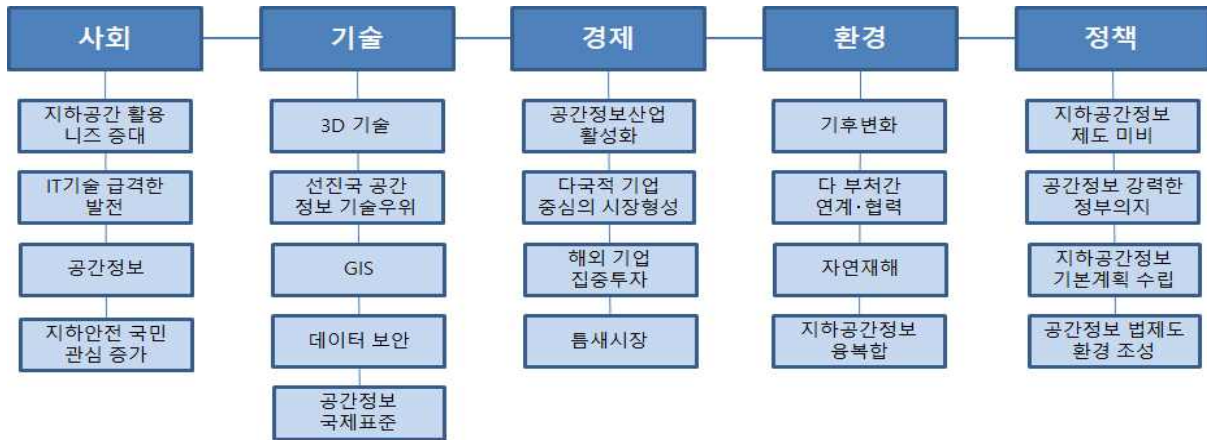 사회
기술
경제
환경
정책
지하공간 활용
니즈 증대
IT기술 급격한
발전
공간정보
지하안전 국민
관심 증가
3D 기술
선진국 공간
정보 기술우위
GIS
데이터 보안
공간정보
국제표준
공간정보산업
활성화
다국적 기업
중심의 시장형성
해외 기업
집중투자
틈새시장
기후변화
다 부처간
연계·협력
자연재해
지하공간정보
융복합
지하공간정보
제도 미비
공간정보 강력한
정부의지
지하공간정보
기본계획 수립
공간정보 법제도
환경 조성